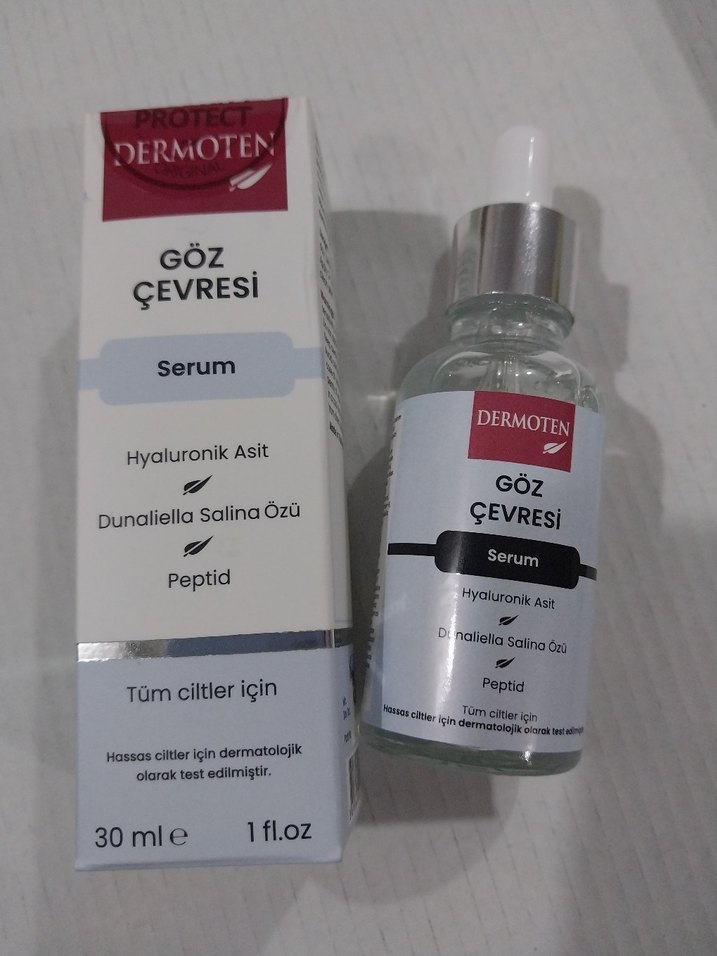 PROTECT
DERMOTEN
ORIGINAL
GÖZ
ÇEVRESİ
Serum
Hyaluronik Asit
Dunaliella Salina Özü
Peptid
Tüm ciltler için
Hassas ciltler için dermatolojik
olarak test edilmiştir.
30 ml e
1 fl.oz
DERMOTEN
GÖZ
ÇEVRESİ
Serum
Hyaluronik Asit
Dunaliella Salina Özü
Peptid
Tüm ciltler için
Hassas ciltler için dermatolojik olarak test